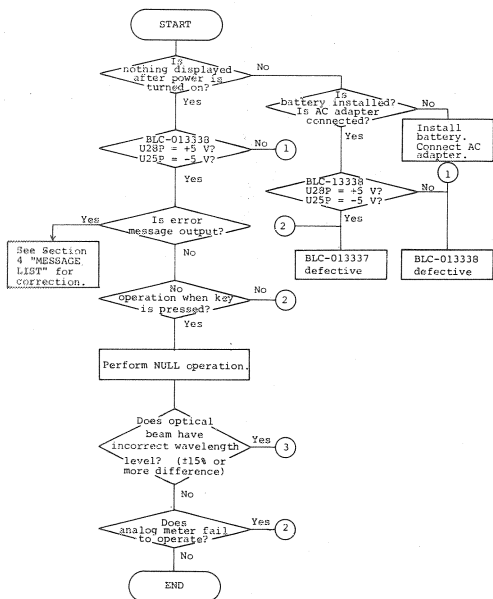 START
Is
nothing displayed
after power is
turned on?
No
Yes
Is
battery installed?
Is AC adapter
connected?
No
Yes
Install
battery.
Connect AC
adapter.
BLC-013338
U28P = +5 V?
U25P = -5 V?
No
1
Yes
1
BLC-13338
U28P = +5 V?
U25P = -5 V?
No
Yes
2
BLC-013337
defective
BLC-013338
defective
Is error
message output?
Yes
No
See Section
4 "MESSAGE
LIST" for
correction.
No
operation when key
is pressed?
No
2
Yes
Perform NULL operation.
Does optical
beam have
incorrect wavelength
level? (±15% or
more difference)
Yes
3
No
Does
analog meter fail
to operate?
Yes
2
No
END